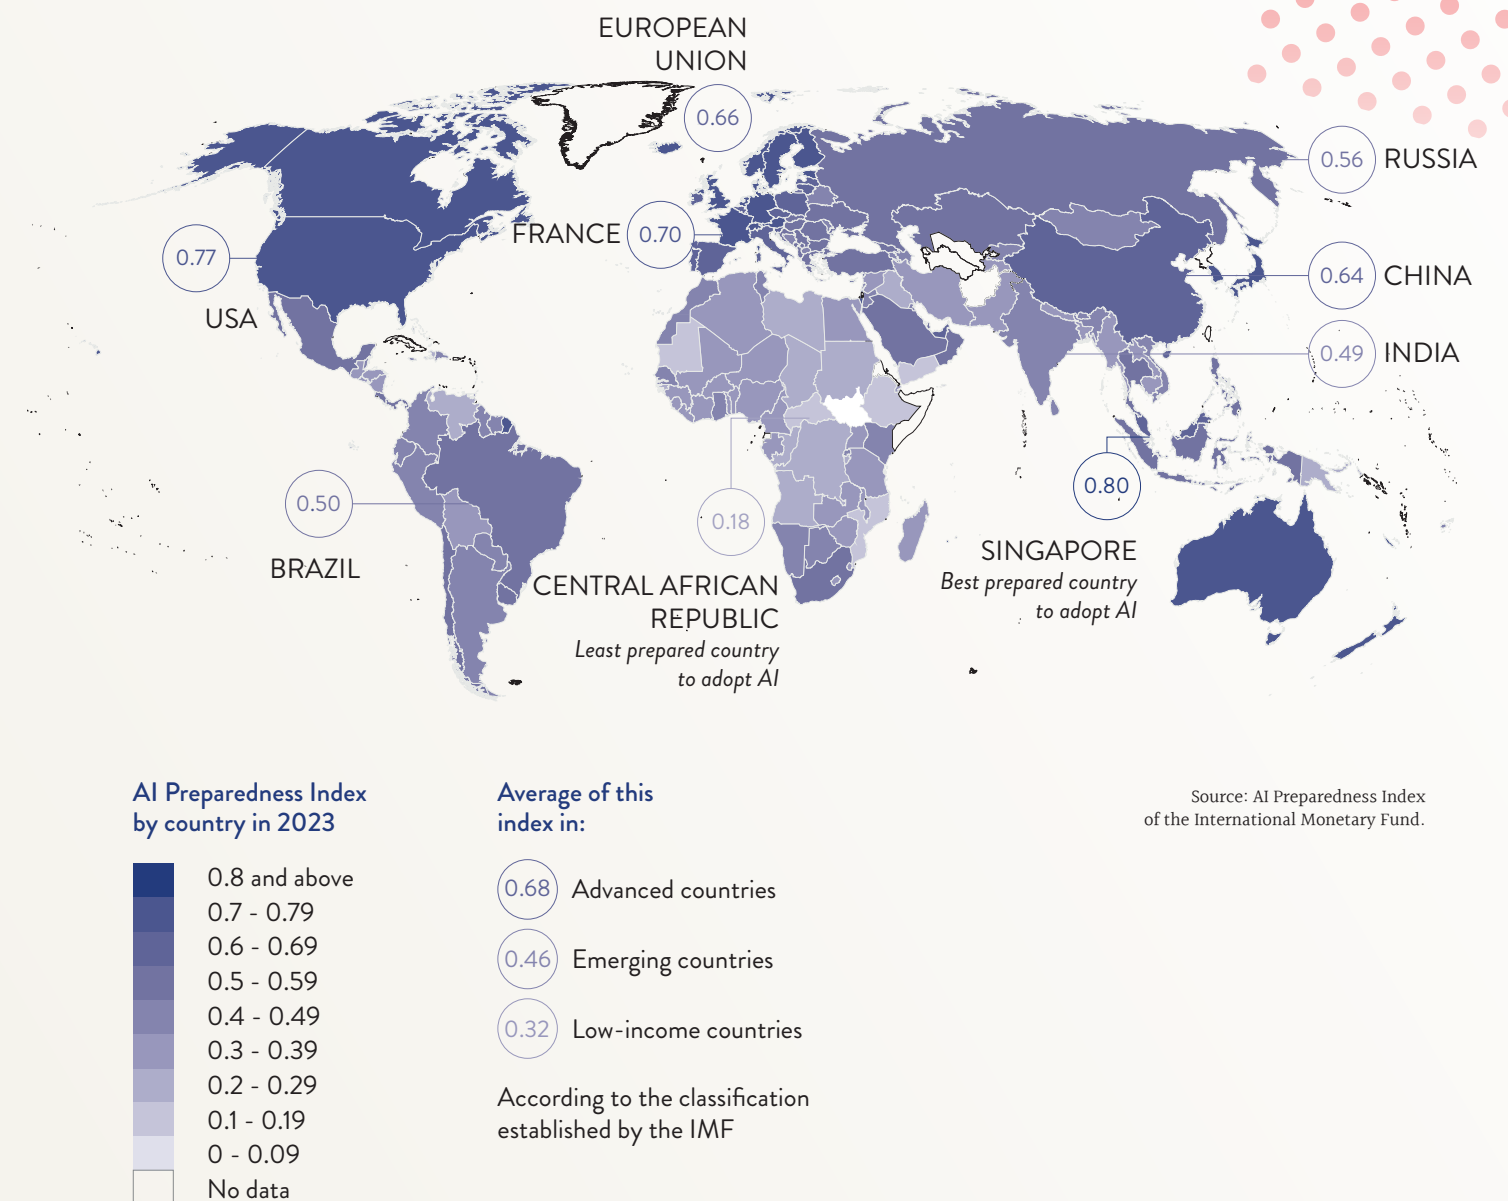 EUROPEAN
UNION
0.66
0.56 RUSSIA
FRANCE 0.70
0.77
USA
0.64 CHINA
0.49 INDIA
0.50
BRAZIL
0.18
CENTRAL AFRICAN
REPUBLIC
Least prepared country
to adopt AI
0.80
SINGAPORE
Best prepared country
to adopt AI
AI Preparedness Index
by country in 2023
0.8 and above
0.7 - 0.79
0.6 - 0.69
0.5 - 0.59
0.4 - 0.49
0.3 - 0.39
0.2 - 0.29
0.1 - 0.19
0 - 0.09
No data
Average of this
index in:
0.68 Advanced countries
0.46 Emerging countries
0.32 Low-income countries
According to the classification
established by the IMF
Source: AI Preparedness Index
of the International Monetary Fund.